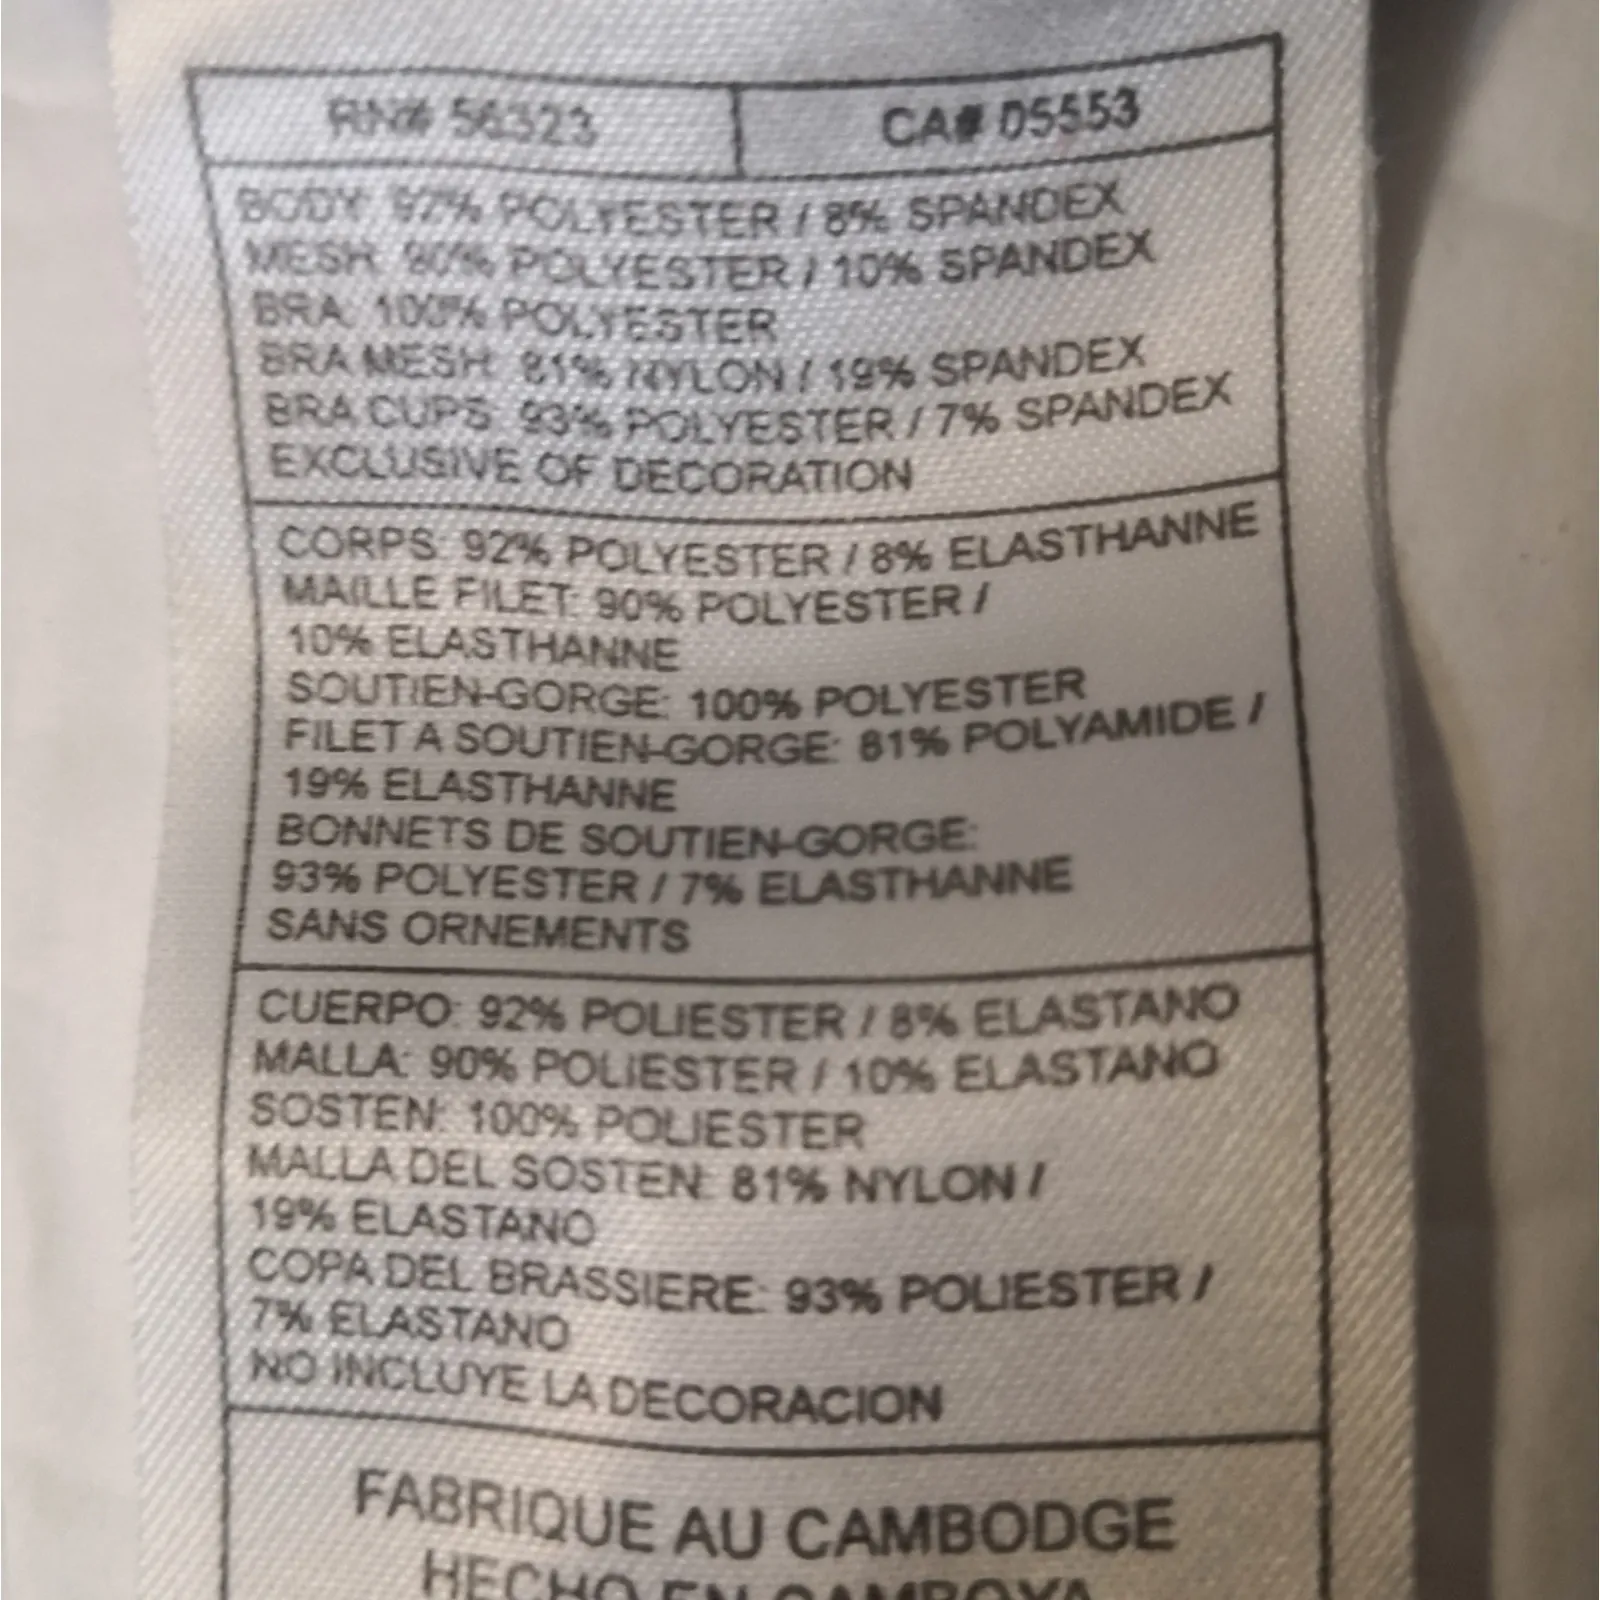 RN# 56323 CA# 05553
BODY: 92% POLYESTER / 8% SPANDEX
MESH: 90% POLYESTER / 10% SPANDEX
BRA: 100% POLYESTER
BRA MESH: 81% NYLON / 19% SPANDEX
BRA CUPS: 93% POLYESTER / 7% SPANDEX
EXCLUSIVE OF DECORATION
CORPS: 92% POLYESTER / 8% ELASTHANNE
MAILLE FILET: 90% POLYESTER /
10% ELASTHANNE
SOUTIEN-GORGE: 100% POLYESTER
FILET A SOUTIEN-GORGE: 81% POLYAMIDE /
19% ELASTHANNE
BONNETS DE SOUTIEN-GORGE:
93% POLYESTER / 7% ELASTHANNE
SANS ORNEMENTS
CUERPO: 92% POLIESTER / 8% ELASTANO
MALLA: 90% POLIESTER / 10% ELASTANO
SOSTEN: 100% POLIESTER
MALLA DEL SOSTEN: 81% NYLON /
19% ELASTANO
COPA DEL BRASSIERE: 93% POLIESTER /
7% ELASTANO
NO INCLUYE LA DECORACION
FABRIQUE AU CAMBODGE
HECHO EN CAMBOYA